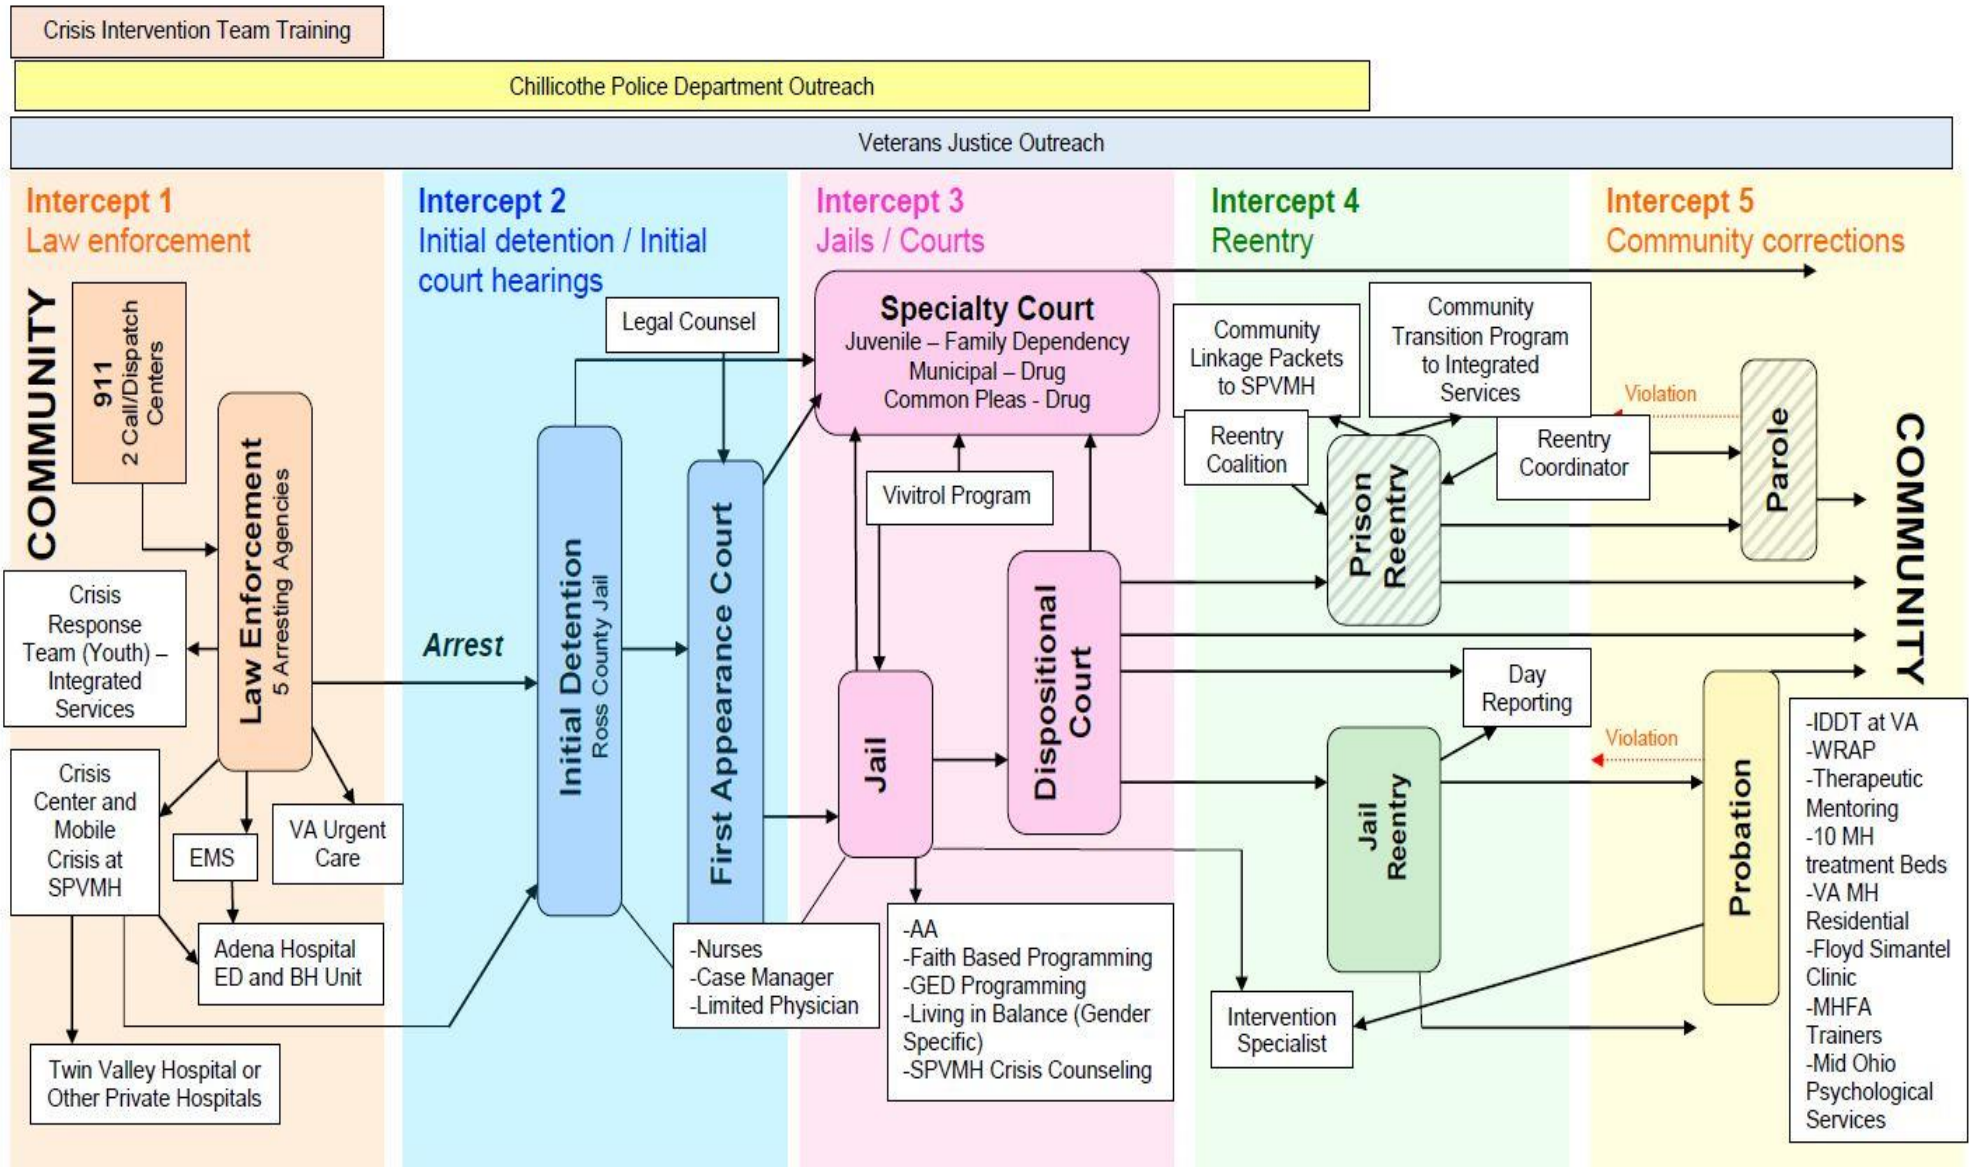 Crisis Intervention Team Training
Chillicothe Police Department Outreach
Veterans Justice Outreach
Intercept 1
Law enforcement
COMMUNITY
911
2 Call/Dispatch
Centers
Law Enforcement
5 Arresting Agencies
Crisis
Response
Team (Youth) –
Integrated
Services
Crisis
Center and
Mobile
Crisis at
SPVMH
EMS
VA Urgent
Care
Adena Hospital
ED and BH Unit
Twin Valley Hospital or
Other Private Hospitals
Intercept 2
Initial detention / Initial
court hearings
Legal Counsel
Arrest
Initial Detention
Ross County Jail
First Appearance Court
-Nurses
-Case Manager
-Limited Physician
Intercept 3
Jails / Courts
Specialty Court
Juvenile – Family Dependency
Municipal – Drug
Common Pleas - Drug
Vivitrol Program
Jail
Dispositional
Court
-AA
-Faith Based Programming
-GED Programming
-Living in Balance (Gender
Specific)
-SPVMH Crisis Counseling
Intercept 4
Reentry
Community
Linkage Packets
to SPVMH
Community
Transition Program
to Integrated
Services
Reentry
Coalition
Reentry
Coordinator
Prison
Reentry
Day
Reporting
Jail
Reentry
Intervention
Specialist
Intercept 5
Community corrections
Violation
Parole
Violation
Probation
COMMUNITY
-IDDT at VA
-WRAP
-Therapeutic
Mentoring
-10 MH
treatment Beds
-VA MH
Residential
-Floyd Simantel
Clinic
-MHFA
Trainers
-Mid Ohio
Psychological
Services